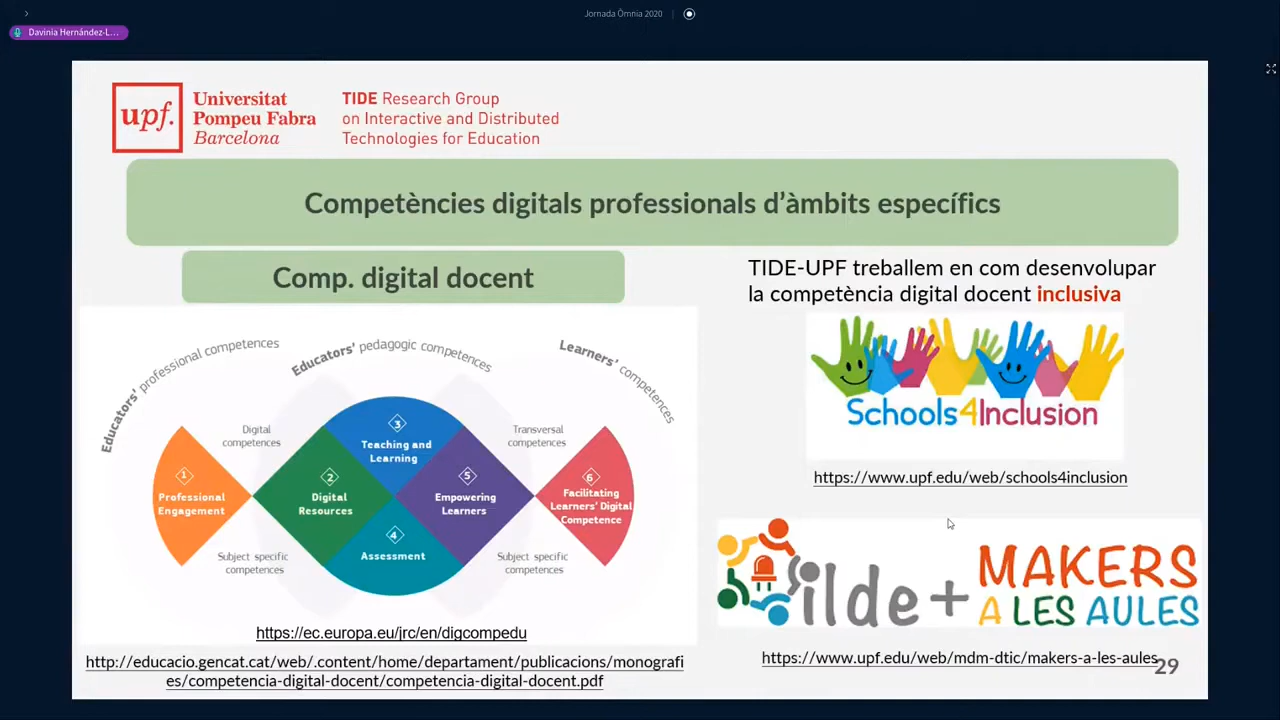 Jornada Òmnia 2020
Davinia Hernández-L...
upf.
Universitat
Pompeu Fabra
Barcelona
TIDE Research Group
on Interactive and Distributed
Technologies for Education
Competències digitals professionals d'àmbits específics
Comp. digital docent
TIDE-UPF treballem en com desenvolupar
la competència digital docent inclusiva
Educators' professional competences
Educators' pedagogic competences
Learners' competences
Digital
competences
Transversal
competences
1
Professional
Engagement
2
Digital
Resources
3
Teaching and
Learning
4
Assessment
5
Empowering
Learners
6
Facilitating
Learners' Digital
Competence
Subject specific
competences
Subject specific
competences
https://ec.europa.eu/jrc/en/digcompedu
http://educacio.gencat.cat/web/.content/home/departament/publicacions/monografi
es/competencia-digital-docent/competencia-digital-docent.pdf
Schools4Inclusion
https://www.upf.edu/web/schools4inclusion
ilde+
MAKERS
A LES AULES
https://www.upf.edu/web/mdm-dtic/makers-a-les-aules
29